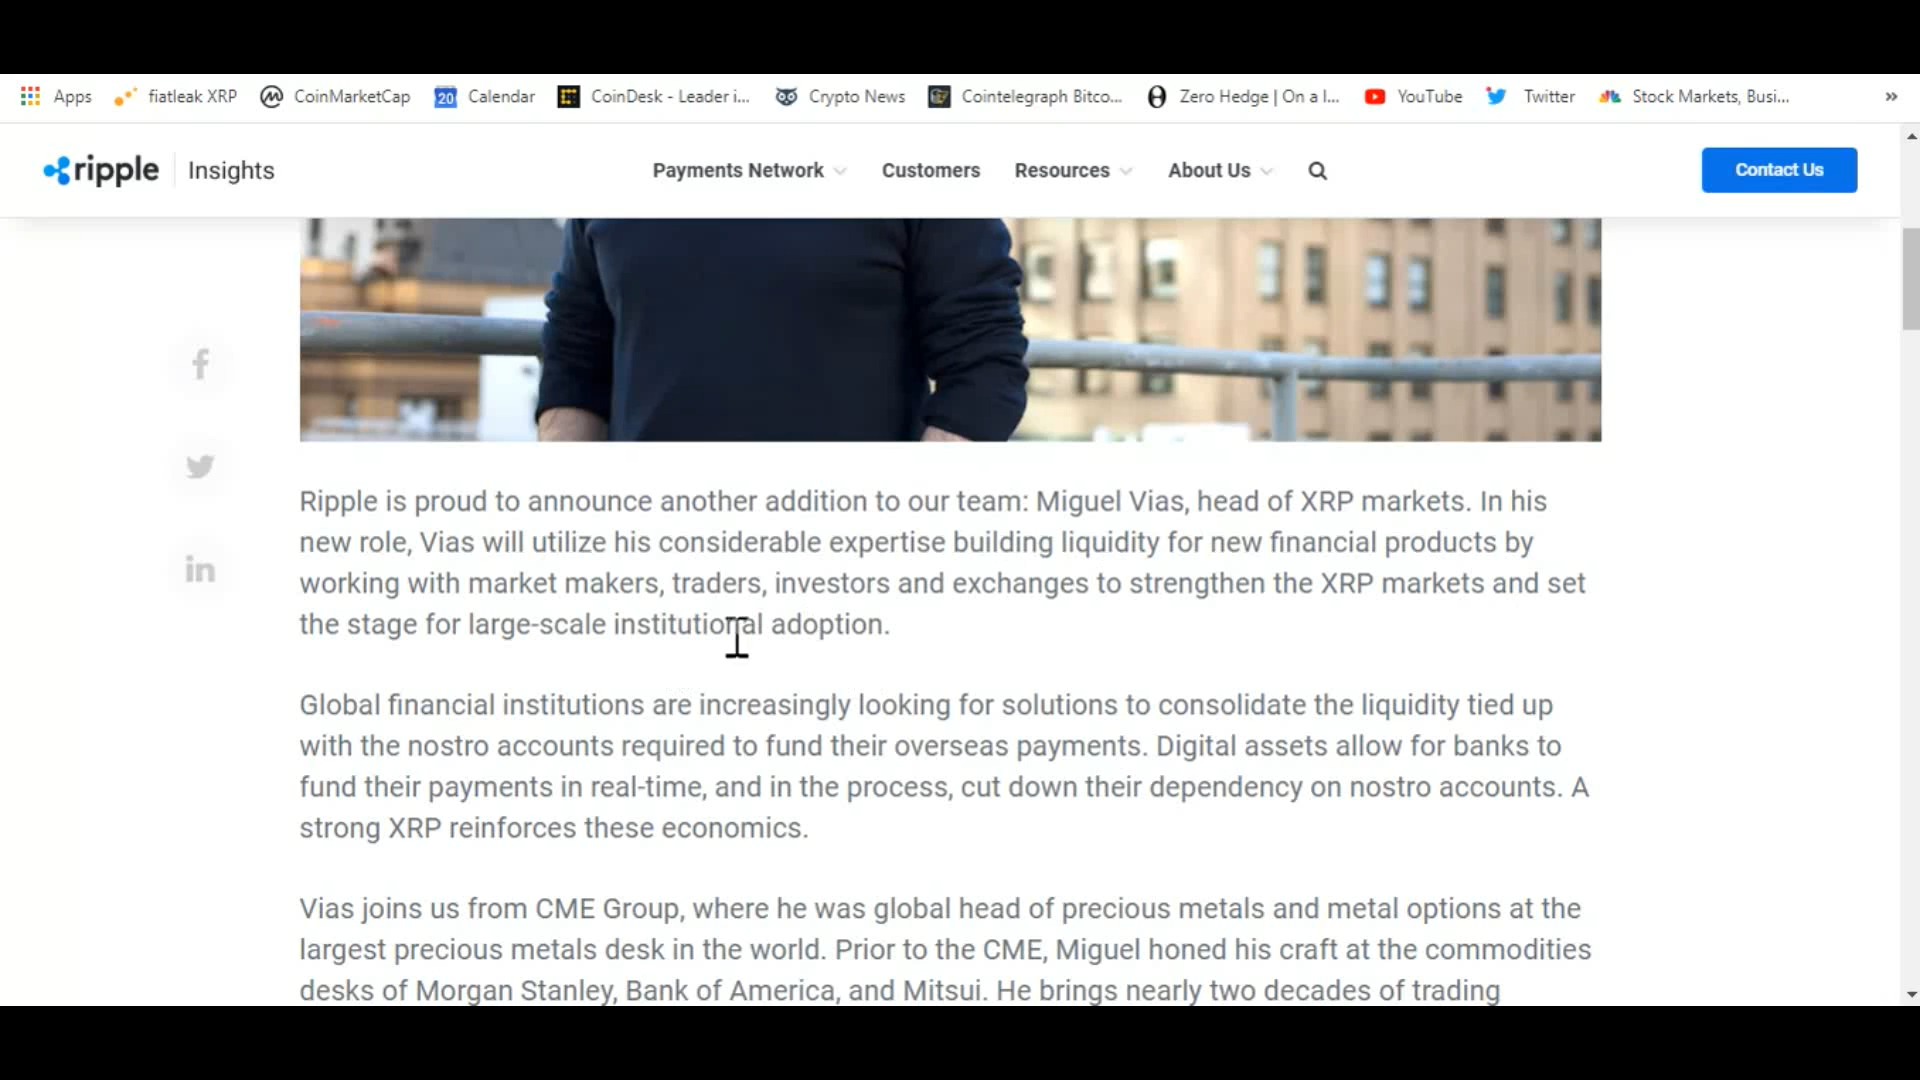 Apps fiatleak XRP CoinMarketCap 20 Calendar CoinDesk - Leader i... Crypto News Cointelegraph Bitco... Zero Hedge | On a l... YouTube Twitter Stock Markets, Busi... »
ripple Insights Payments Network Customers Resources About Us Contact Us
Ripple is proud to announce another addition to our team: Miguel Vias, head of XRP markets. In his
new role, Vias will utilize his considerable expertise building liquidity for new financial products by
working with market makers, traders, investors and exchanges to strengthen the XRP markets and set
the stage for large-scale institutional adoption.
Global financial institutions are increasingly looking for solutions to consolidate the liquidity tied up
with the nostro accounts required to fund their overseas payments. Digital assets allow for banks to
fund their payments in real-time, and in the process, cut down their dependency on nostro accounts. A
strong XRP reinforces these economics.
Vias joins us from CME Group, where he was global head of precious metals and metal options at the
largest precious metals desk in the world. Prior to the CME, Miguel honed his craft at the commodities
desks of Morgan Stanley, Bank of America, and Mitsui. He brings nearly two decades of trading